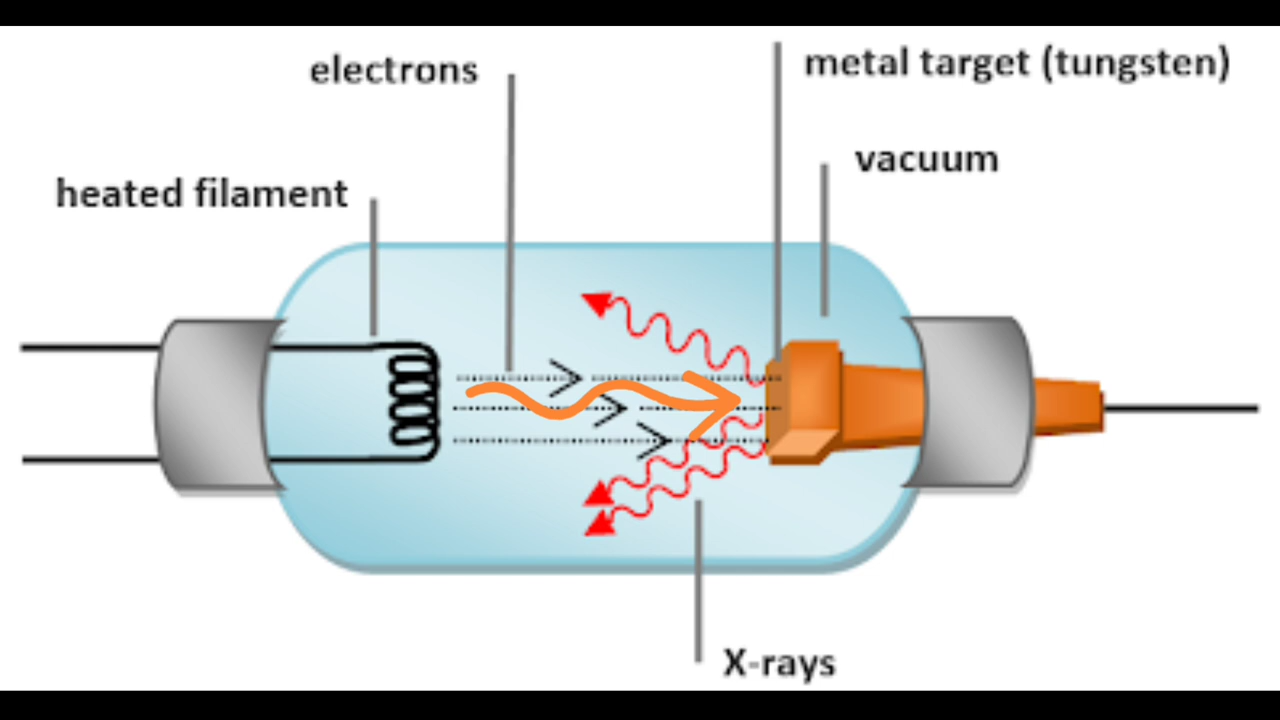 electrons
metal target (tungsten)
vacuum
heated filament
X-rays